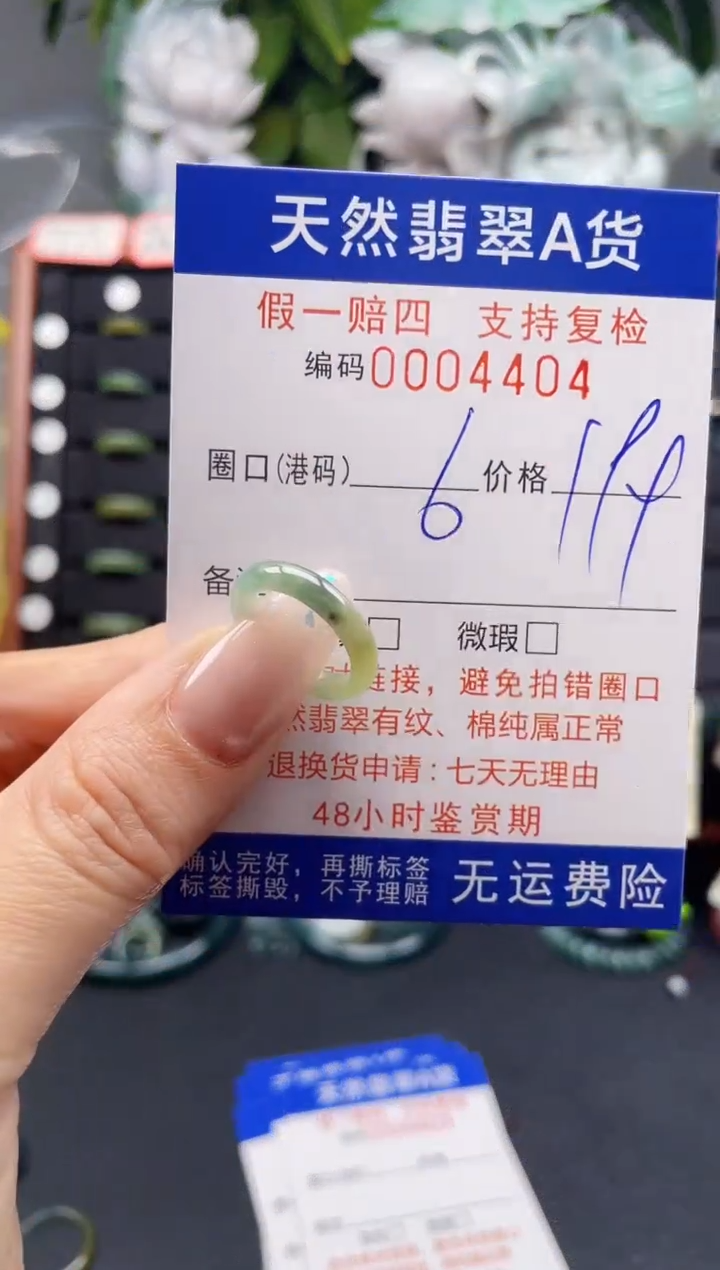 天然翡翠A货
假一赔四 支持复检
编码0004404
圈口(港码) 6 价格 199
备
微瑕
连接，避免拍错圈口
然翡翠有纹、棉纯属正常
退换货申请：七天无理由
48小时鉴赏期
确认完好，再撕标签
标签撕毁，不予理赔
无运费险